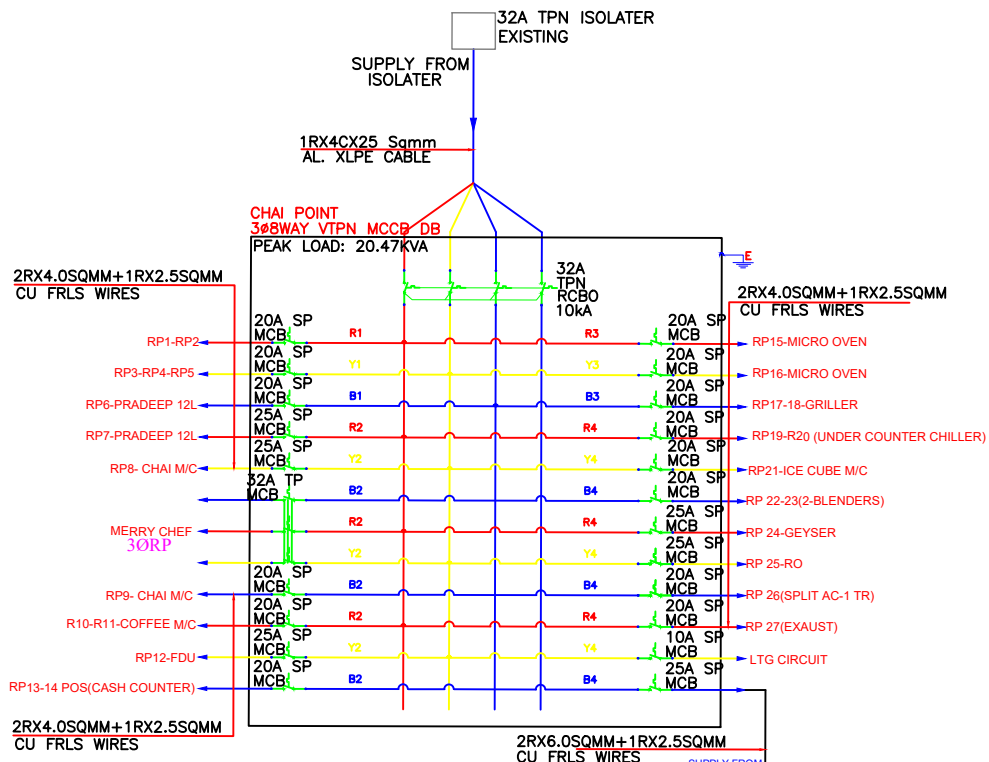 32A TPN ISOLATER
EXISTING
SUPPLY FROM
ISOLATER
1RX4CX25 Sqmm
AL. XLPE CABLE
CHAI POINT
3ø8WAY VTPN MCCB DB
PEAK LOAD: 20.47KVA
E
32A
TPN
RCBO
10kA
2RX4.0SQMM+1RX2.5SQMM
CU FRLS WIRES
2RX4.0SQMM+1RX2.5SQMM
CU FRLS WIRES
20A SP
MCB
RP1-RP2
R1
R3
20A SP
MCB
RP15-MICRO OVEN
20A SP
MCB
RP3-RP4-RP5
Y1
Y3
20A SP
MCB
RP16-MICRO OVEN
20A SP
MCB
RP6-PRADEEP 12L
B1
B3
20A SP
MCB
RP17-18-GRILLER
25A SP
MCB
RP7-PRADEEP 12L
R2
R4
20A SP
MCB
RP19-R20 (UNDER COUNTER CHILLER)
25A SP
MCB
RP8- CHAI M/C
Y2
Y4
20A SP
MCB
RP21-ICE CUBE M/C
32A TP
MCB
B2
B4
20A SP
MCB
RP 22-23(2-BLENDERS)
MERRY CHEF
3ØRP
R2
R4
25A SP
MCB
RP 24-GEYSER
Y2
Y4
25A SP
MCB
RP 25-RO
20A SP
MCB
RP9- CHAI M/C
B2
B4
20A SP
MCB
RP 26(SPLIT AC-1 TR)
20A SP
MCB
R10-R11-COFFEE M/C
R2
R4
20A SP
MCB
RP 27(EXAUST)
25A SP
MCB
RP12-FDU
Y2
Y4
10A SP
MCB
LTG CIRCUIT
20A SP
MCB
RP13-14 POS(CASH COUNTER)
B2
B4
25A SP
MCB
2RX4.0SQMM+1RX2.5SQMM
CU FRLS WIRES
2RX6.0SQMM+1RX2.5SQMM
CU FRLS WIRES
SUPPLY FROM